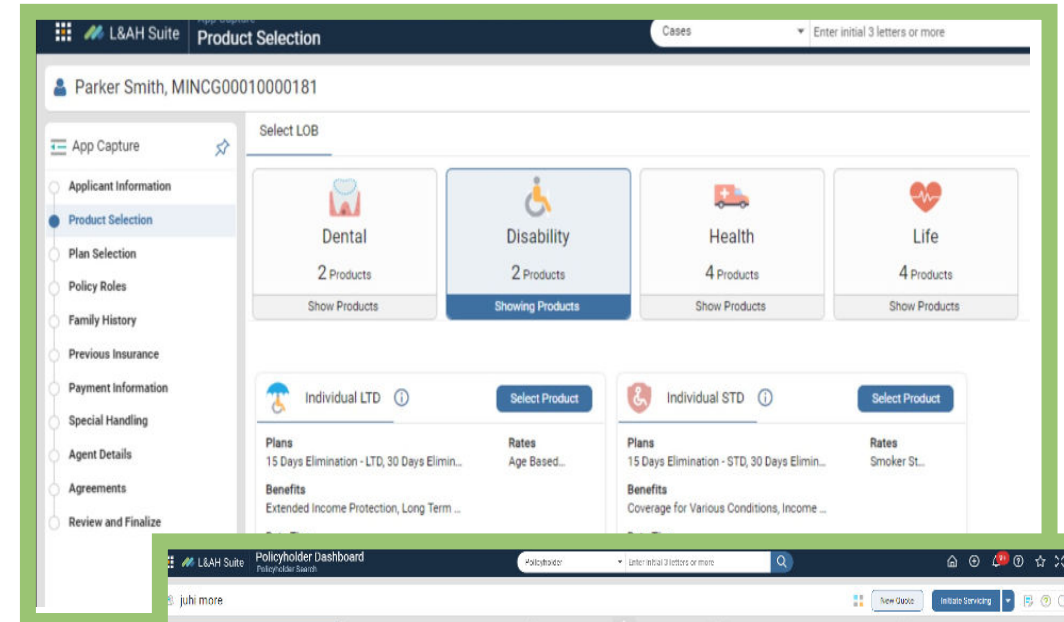 L&AH Suite
App Capture
Product Selection
Cases
Enter initial 3 letters or more
Parker Smith, MINCG00010000181
App Capture
Applicant Information
Product Selection
Plan Selection
Policy Roles
Family History
Previous Insurance
Payment Information
Special Handling
Agent Details
Agreements
Review and Finalize
Select LOB
Dental
2 Products
Show Products
Disability
2 Products
Showing Products
Health
4 Products
Show Products
Life
4 Products
Show Products
Individual LTD
Select Product
Plans
15 Days Elimination - LTD, 30 Days Elimin...
Rates
Age Based...
Benefits
Extended Income Protection, Long Term ...
Individual STD
Select Product
Plans
15 Days Elimination - STD, 30 Days Elimin...
Rates
Smoker St...
Benefits
Coverage for Various Conditions, Income ...
L&AH Suite
Policyholder Dashboard
Policyholder Search
Policyholder
Enter initial 3 letters or more
juhi more
New Quote
Initiate Servicing